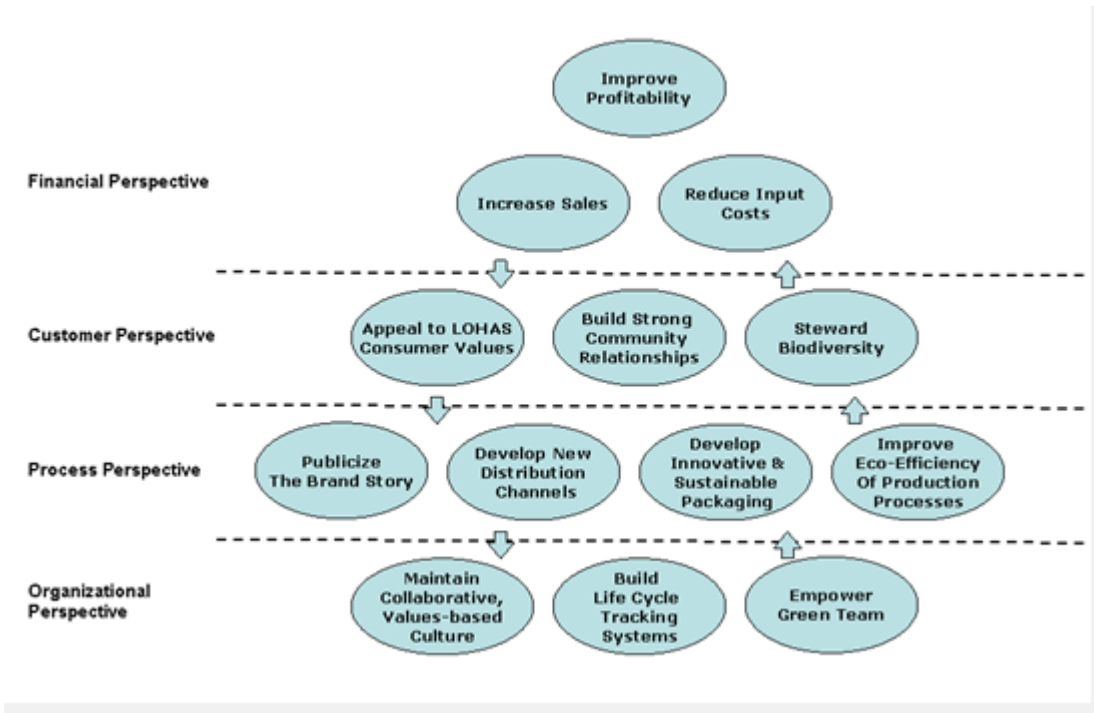 Improve
Profitability
Financial Perspective
Increase Sales
Reduce Input
Costs
Customer Perspective
Appeal to LOHAS
Consumer Values
Build Strong
Community
Relationships
Steward
Biodiversity
Process Perspective
Publicize
The Brand Story
Develop New
Distribution
Channels
Develop
Innovative &
Sustainable
Packaging
Improve
Eco-Efficiency
Of Production
Processes
Organizational
Perspective
Maintain
Collaborative,
Values-based
Culture
Build
Life Cycle
Tracking
Systems
Empower
Green Team